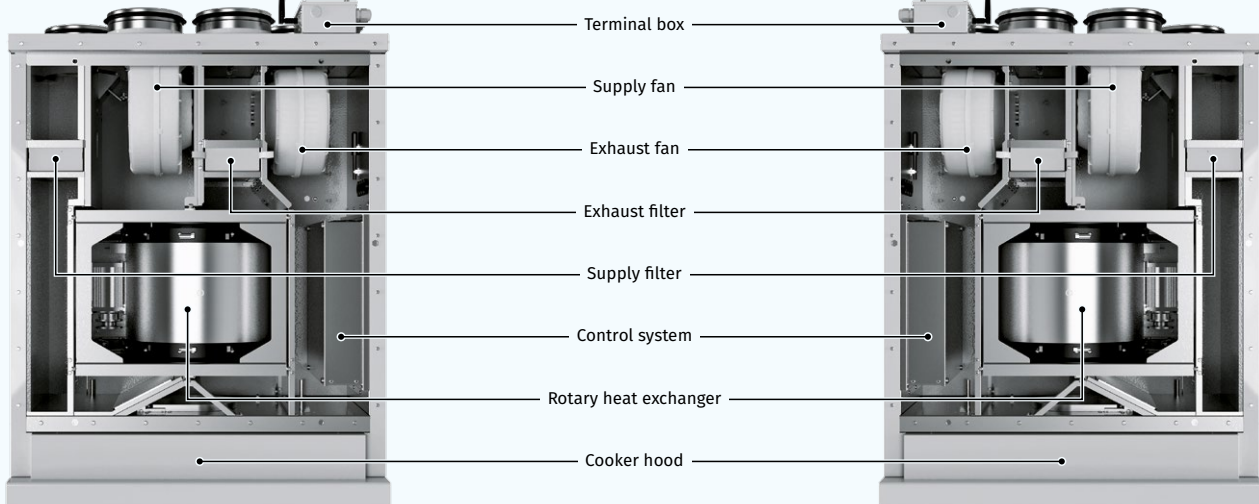 Terminal box
Supply fan
Exhaust fan
Exhaust filter
Supply filter
Control system
Rotary heat exchanger
Cooker hood